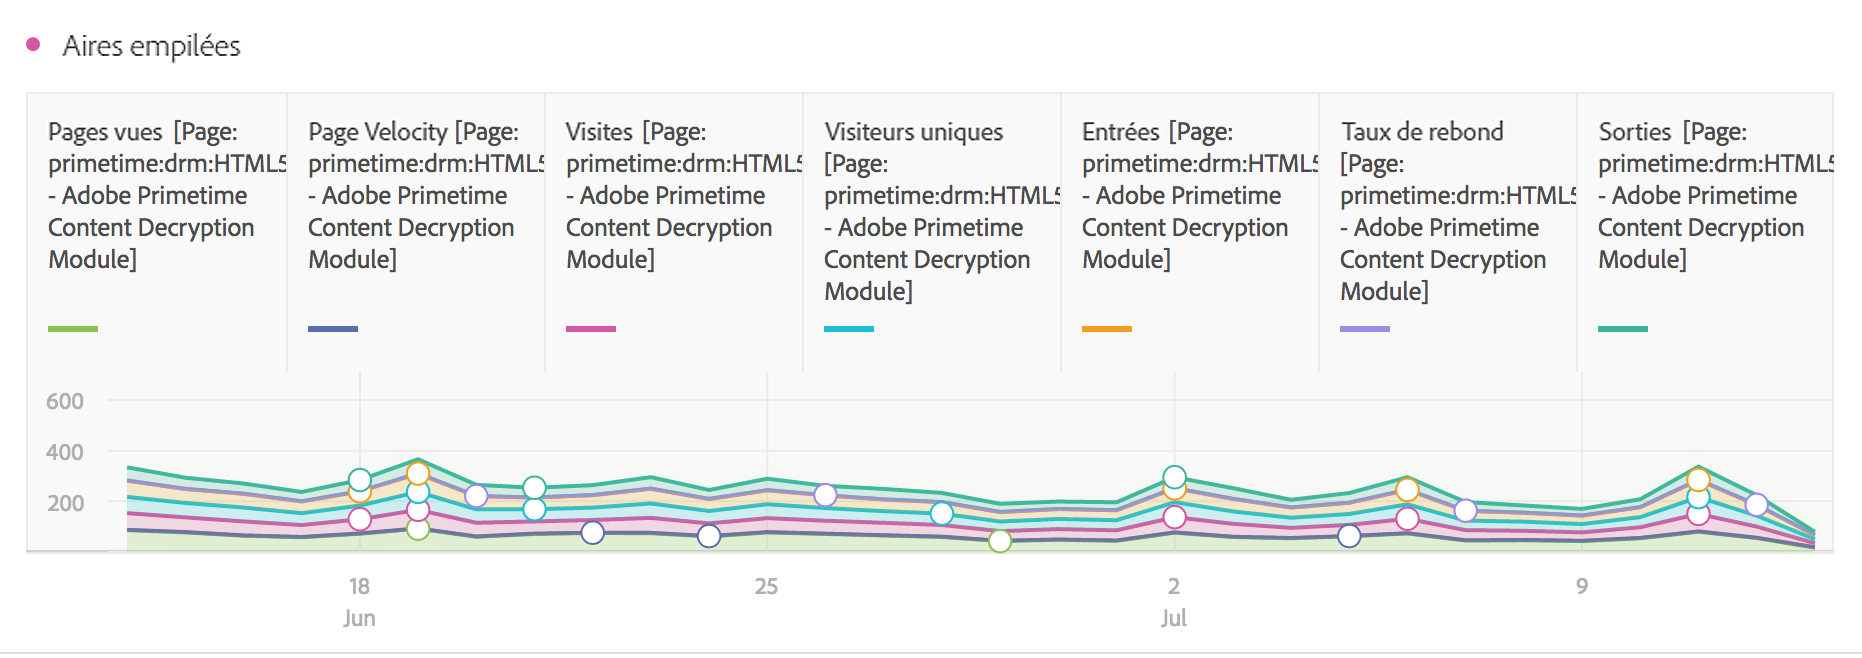 Aires empilées
Pages vues [Page:
primetime:drm:HTML5
- Adobe Primetime
Content Decryption
Module]
Page Velocity [Page:
primetime:drm:HTML5
- Adobe Primetime
Content Decryption
Module]
Visites [Page:
primetime:drm:HTML5
- Adobe Primetime
Content Decryption
Module]
Visiteurs uniques
[Page:
primetime:drm:HTML5
- Adobe Primetime
Content Decryption
Module]
Entrées [Page:
primetime:drm:HTML5
- Adobe Primetime
Content Decryption
Module]
Taux de rebond
[Page:
primetime:drm:HTML5
- Adobe Primetime
Content Decryption
Module]
Sorties [Page:
primetime:drm:HTML5
- Adobe Primetime
Content Decryption
Module]
600
400
200
18
Jun
25
2
Jul
9